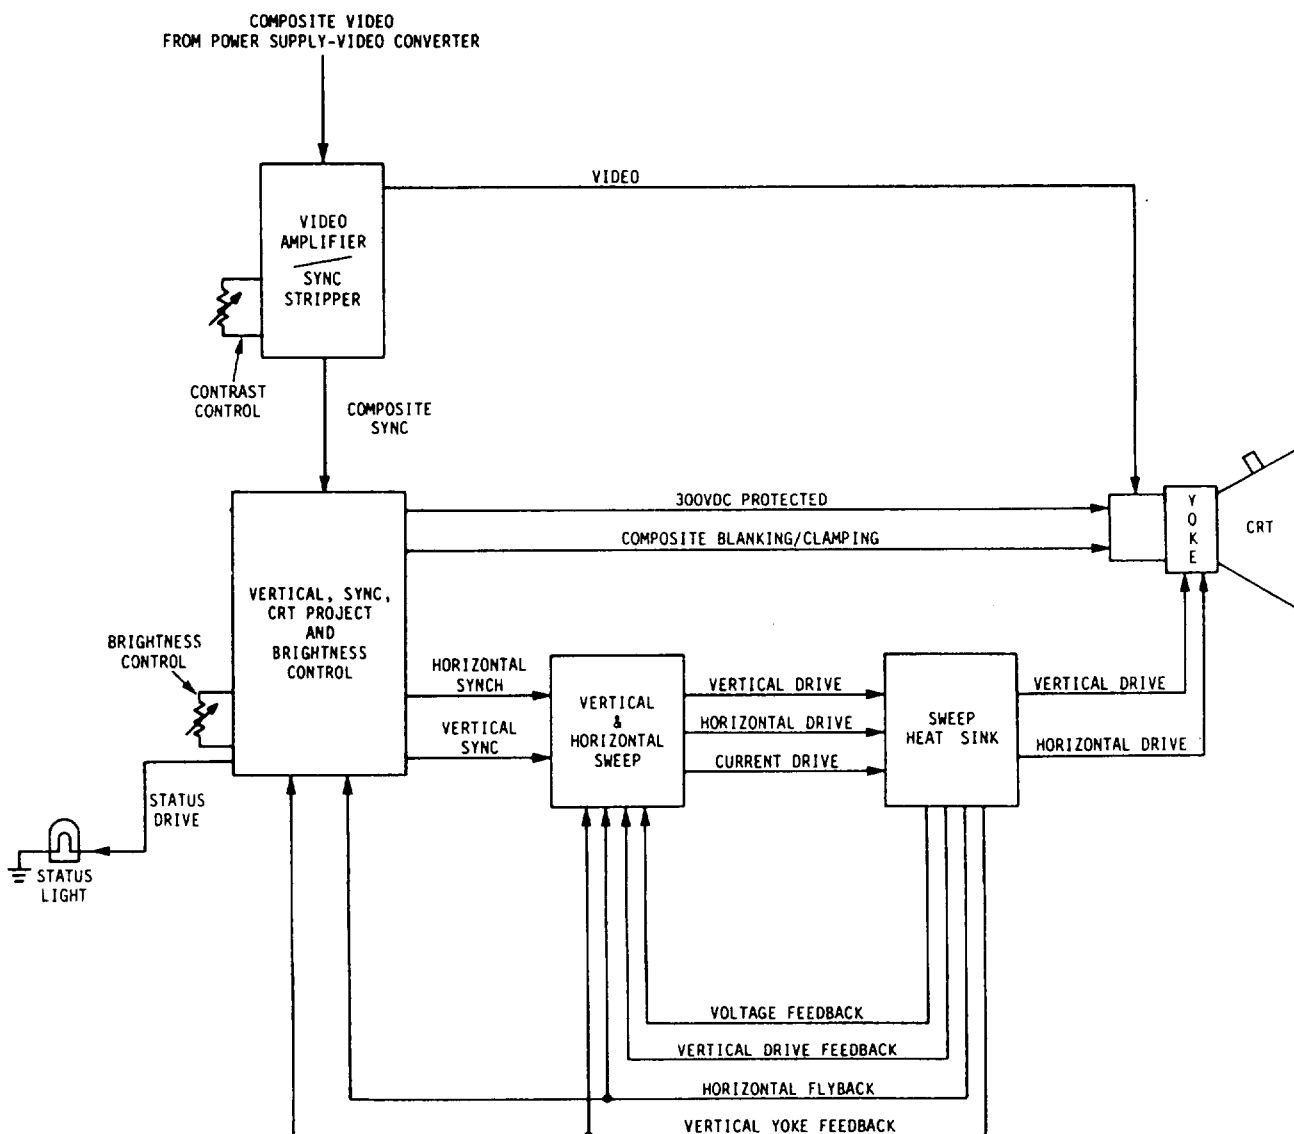 COMPOSITE VIDEO
FROM POWER SUPPLY-VIDEO CONVERTER
VIDEO
VIDEO
AMPLIFIER
SYNC
STRIPPER
CONTRAST
CONTROL
COMPOSITE
SYNC
300VDC PROTECTED
COMPOSITE BLANKING/CLAMPING
Y
O
K
E
CRT
VERTICAL, SYNC,
CRT PROJECT
AND
BRIGHTNESS
CONTROL
BRIGHTNESS
CONTROL
HORIZONTAL
SYNCH
VERTICAL
SYNC
VERTICAL
&
HORIZONTAL
SWEEP
VERTICAL DRIVE
HORIZONTAL DRIVE
CURRENT DRIVE
SWEEP
HEAT SINK
VERTICAL DRIVE
HORIZONTAL DRIVE
STATUS
DRIVE
STATUS
LIGHT
VOLTAGE FEEDBACK
VERTICAL DRIVE FEEDBACK
HORIZONTAL FLYBACK
VERTICAL YOKE FEEDBACK